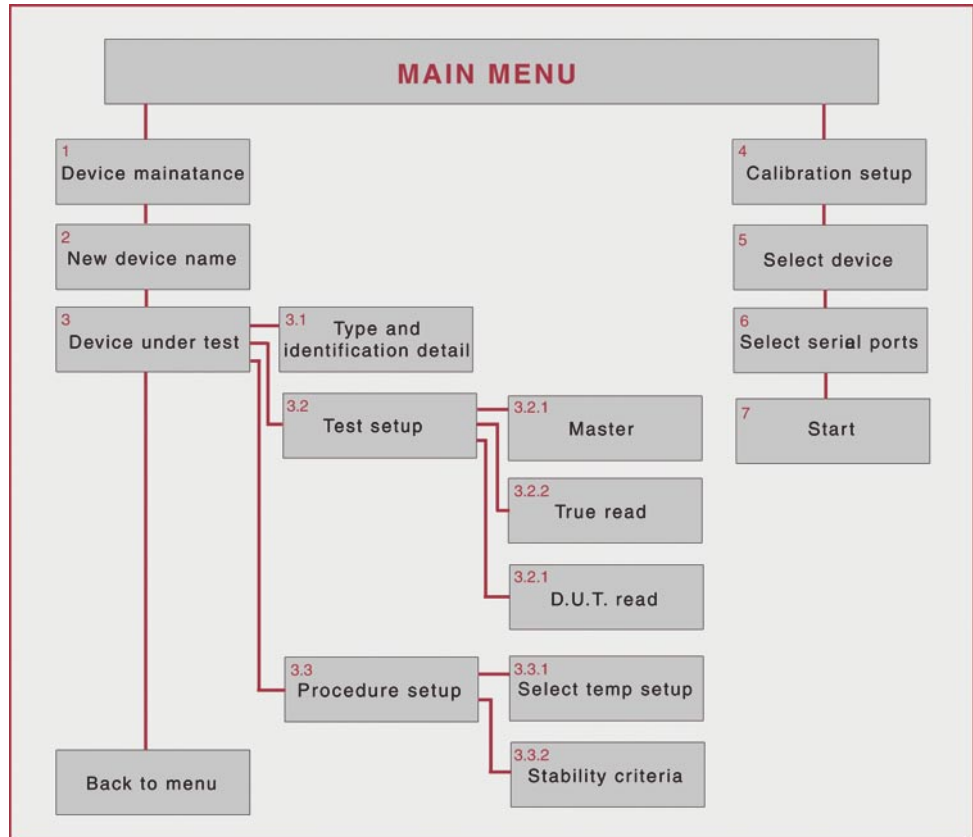 MAIN MENU
1
Device mainatance
2
New device name
3
Device under test
3.1
Type and
identification detail
3.2
Test setup
3.2.1
Master
3.2.2
True read
3.2.1
D.U.T. read
3.3
Procedure setup
3.3.1
Select temp setup
3.3.2
Stability criteria
Back to menu
4
Calibration setup
5
Select device
6
Select serial ports
7
Start